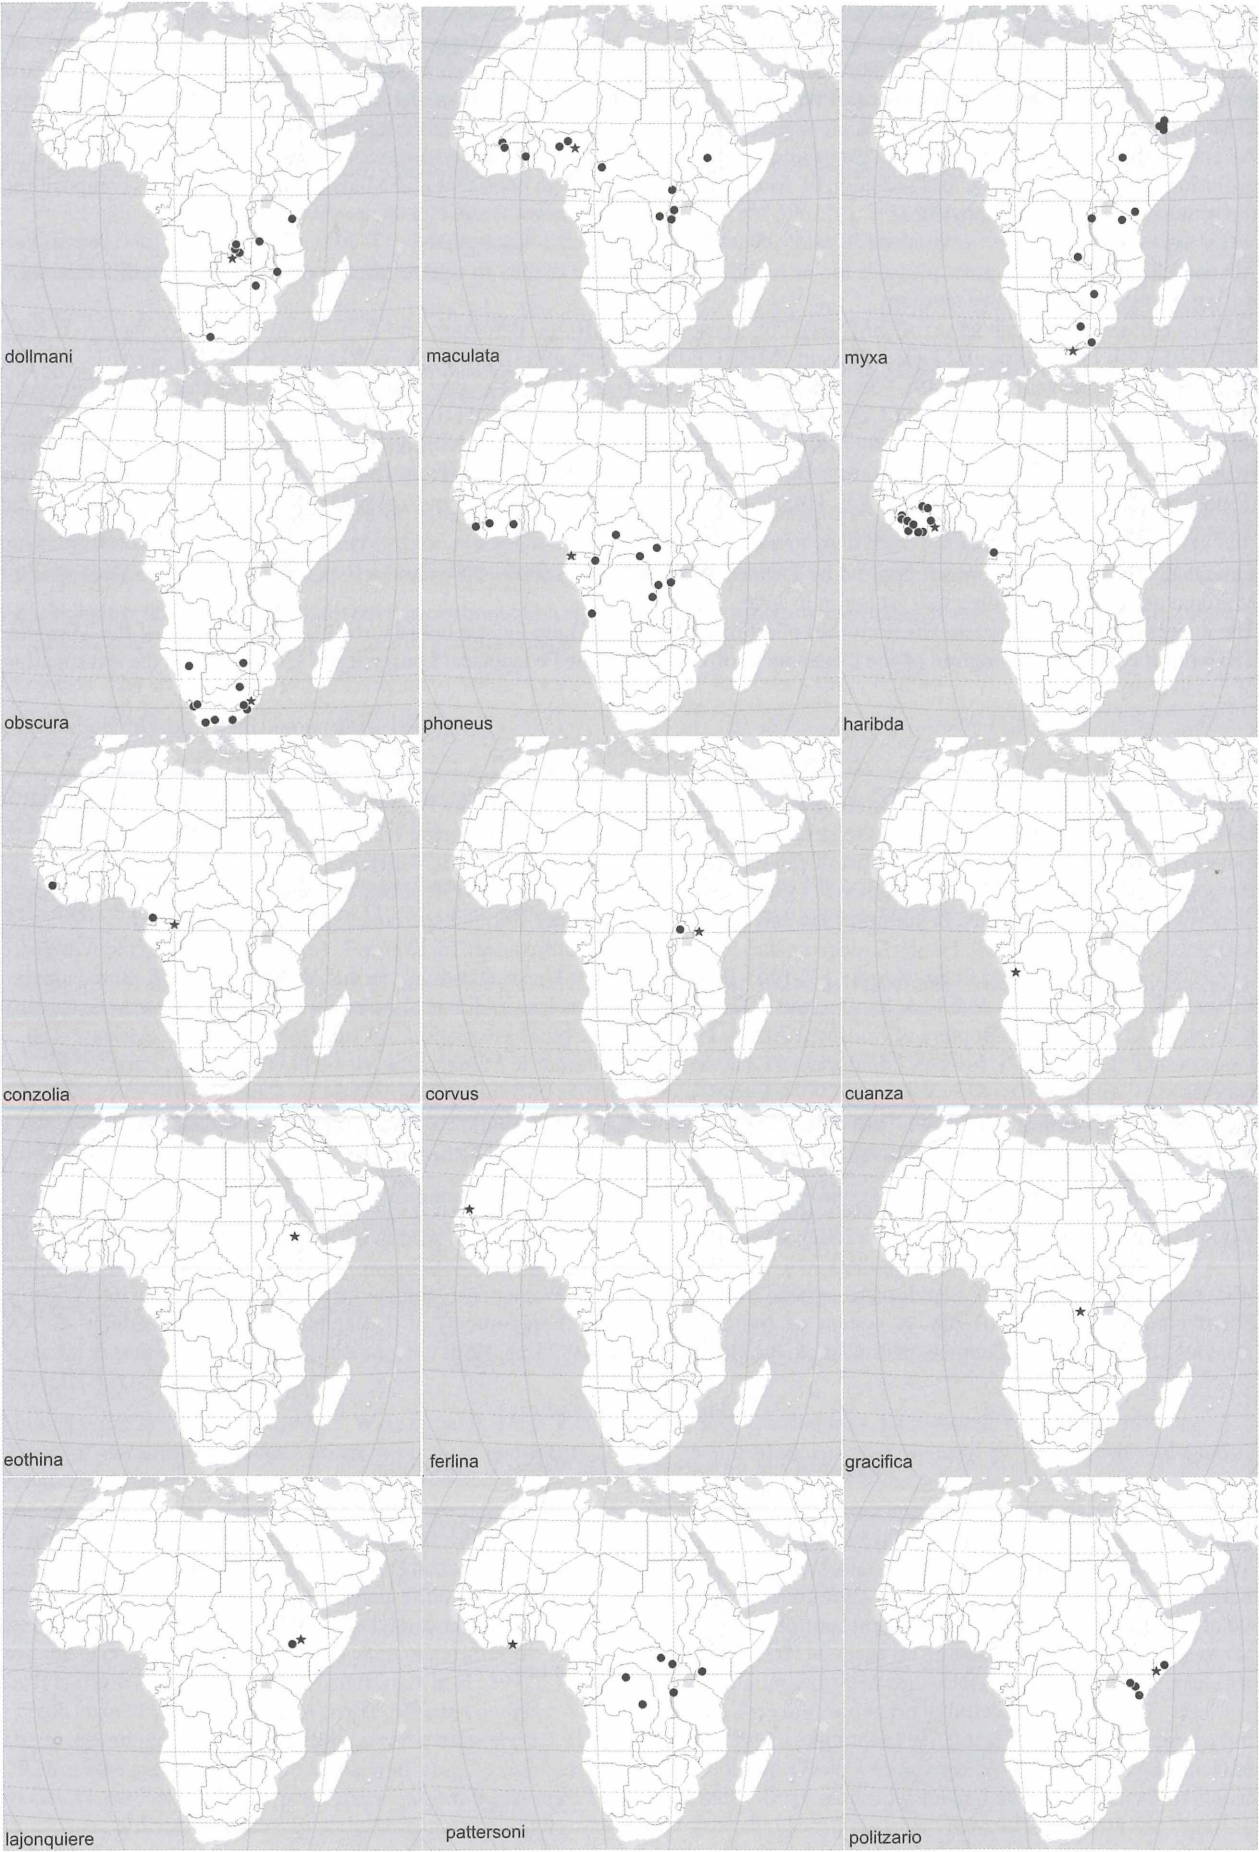 dollmani
maculata
myxa
obscura
phoneus
haribda
conzolia
corvus
cuanza
eothina
ferlina
gracifica
lajonquiere
pattersoni
politzario